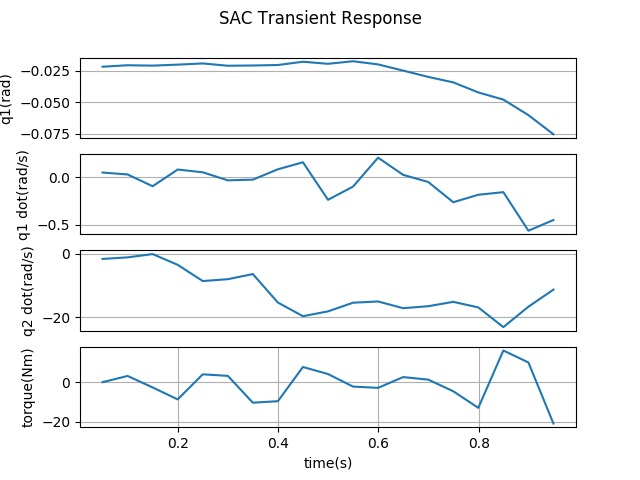 SAC Transient Response
q1(rad)
−0.025
−0.050
−0.075
q1 dot(rad/s)
0.0
−0.5
q2 dot(rad/s)
0
−20
torque(Nm)
0
−20
0.2 0.4 0.6 0.8
time(s)